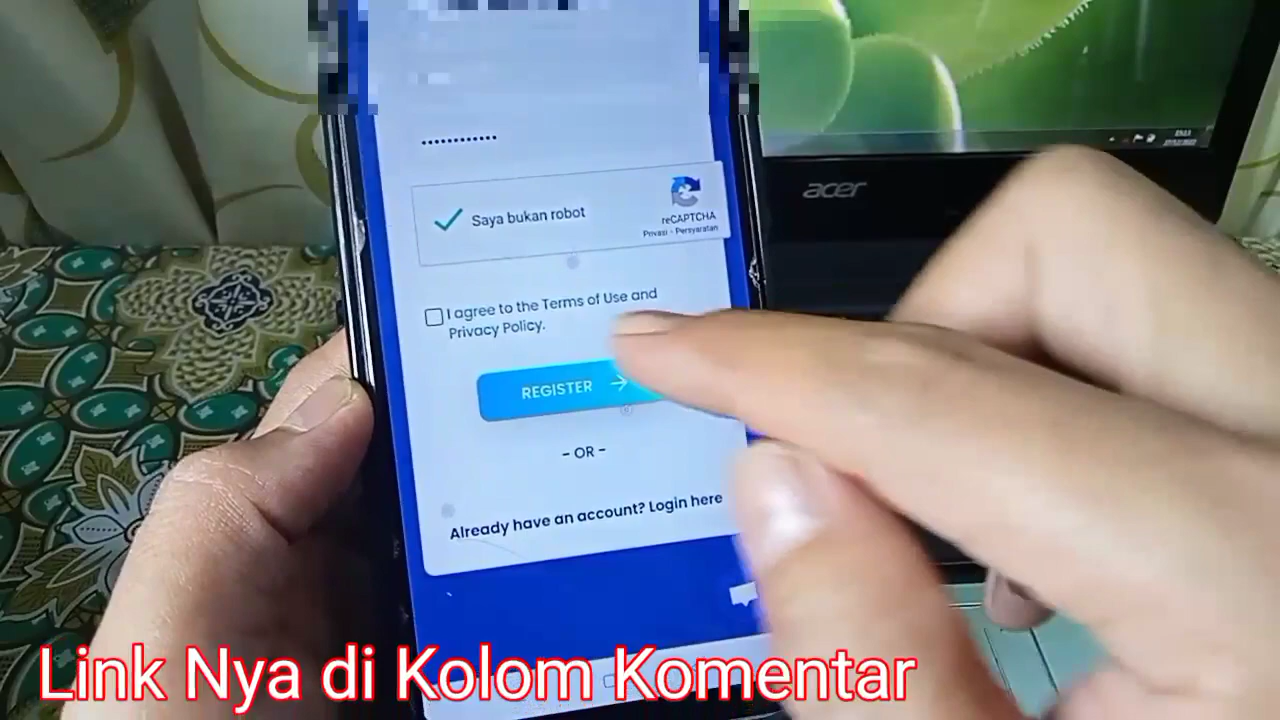 acer
Saya bukan robot
reCAPTCHA
Privasi - Persyaratan
I agree to the Terms of Use and
Privacy Policy.
REGISTER
- OR -
Already have an account? Login here
Link Nya di Kolom Komentar